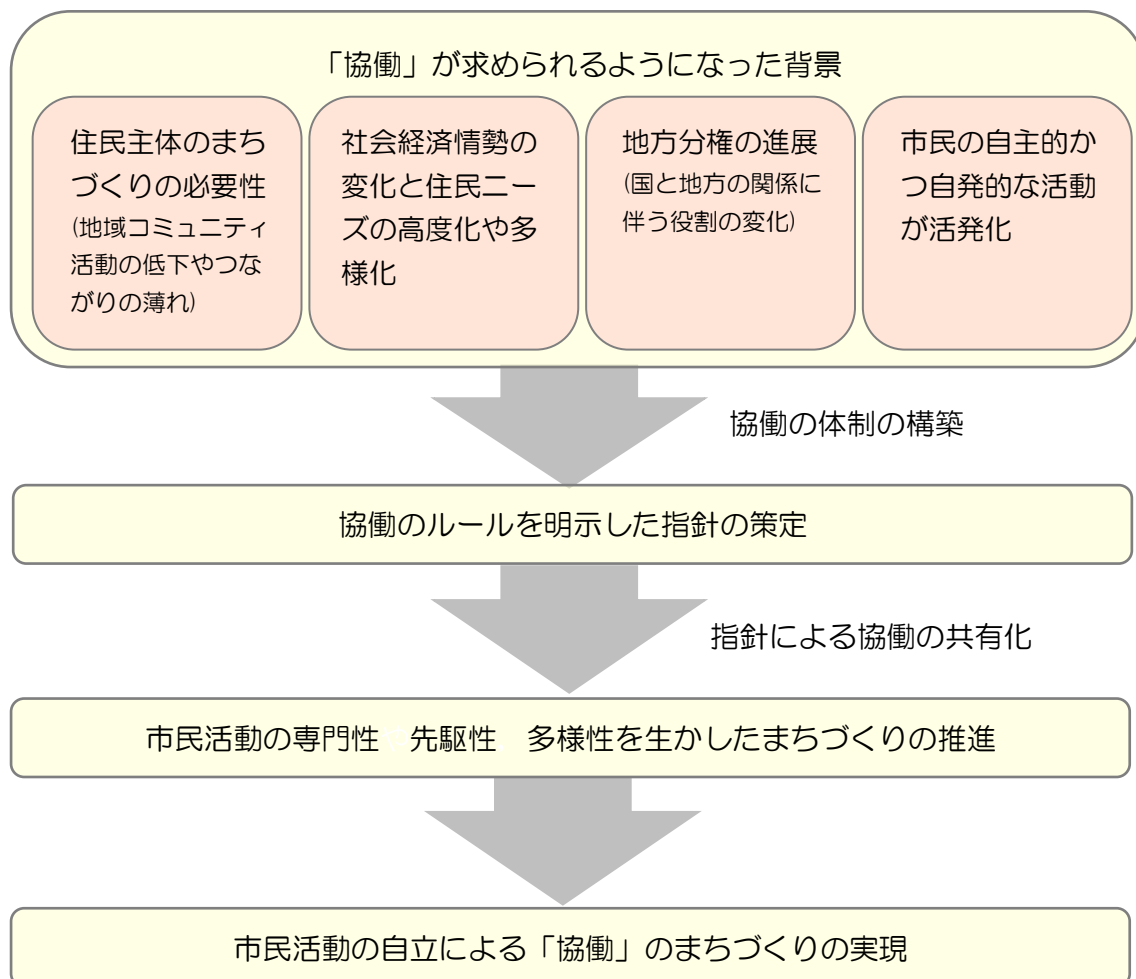 「協働」が求められるようになった背景
住民主体のまち
づくりの必要性
(地域コミュニティ
活動の低下やつな
がりの薄れ)
社会経済情勢の
変化と住民ニー
ズの高度化や多
様化
地方分権の進展
(国と地方の関係に
伴う役割の変化)
市民の自主的か
つ自発的な活動
が活発化
協働の体制の構築
協働のルールを明示した指針の策定
指針による協働の共有化
市民活動の専門性 先駆性 多様性を生かしたまちづくりの推進
市民活動の自立による「協働」のまちづくりの実現